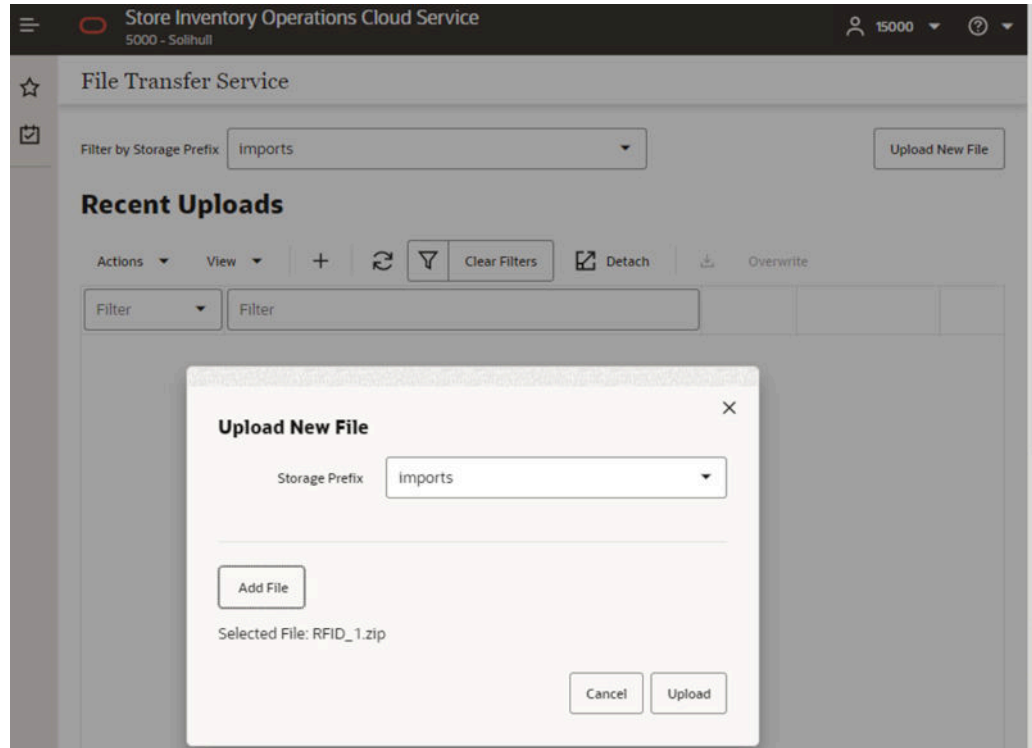 Store Inventory Operations Cloud Service
5000 - Solihull
15000
File Transfer Service
Filter by Storage Prefix imports Upload New File
Recent Uploads
Actions View Clear Filters Detach Overwrite
Filter Filter
Upload New File
Storage Prefix imports
Add File
Selected File: RFID_1.zip
Cancel Upload